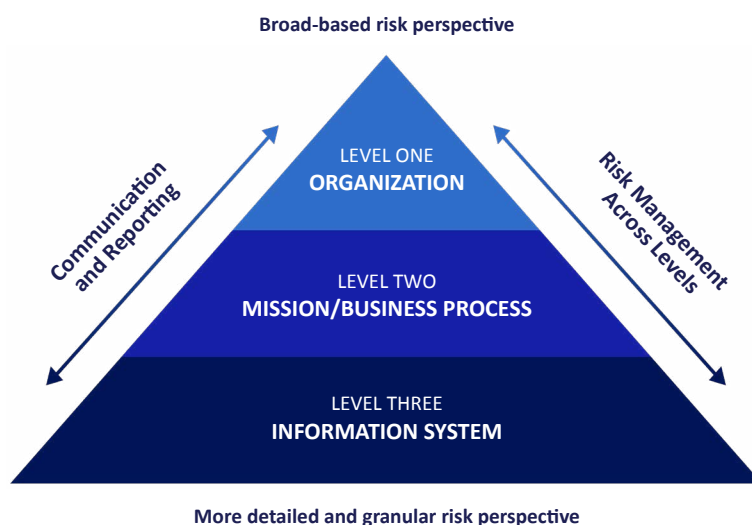 Broad-based risk perspective
Communication
and Reporting
LEVEL ONE
ORGANIZATION
Risk Management
Across Levels
LEVEL TWO
MISSION/BUSINESS PROCESS
LEVEL THREE
INFORMATION SYSTEM
More detailed and granular risk perspective